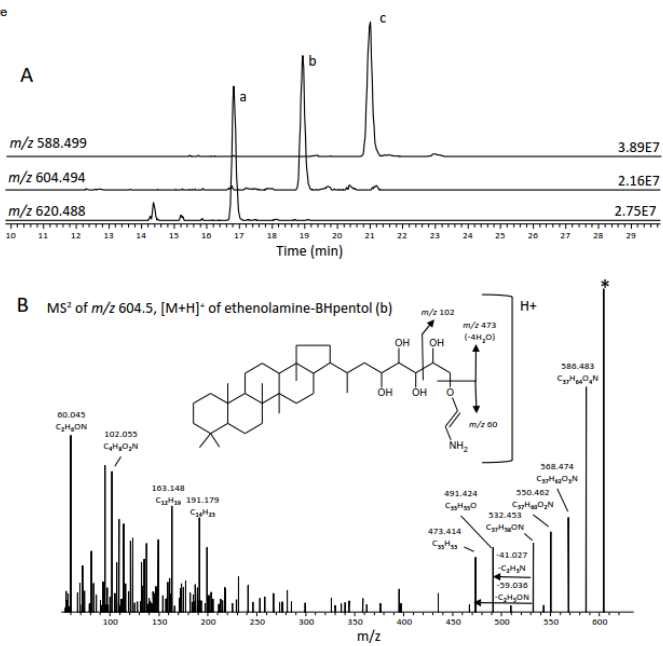 re
A
a
b
c
m/z 588.499
3.89E7
m/z 604.494
2.16E7
m/z 620.488
2.75E7
10 11 12 13 14 15 16 17 18 19 20 21 22 23 24 25 26 27 28 29
Time (min)
B MS² of m/z 604.5, [M+H]⁺ of ethenolamine-BHpentol (b)
H+
*
m/z 102
m/z 473
(-4H₂O)
OH OH
OH OH
O
m/z 60
NH₂
60.045
C₂H₆ON
102.055
C₄H₈O₂N
163.148
C₁₂H₁₉
191.179
C₁₄H₂₃
473.414
C₃₅H₅₃
491.424
C₃₅H₅₅O
532.453
C₃₇H₅₈ON
550.462
C₃₇H₆₀O₂N
568.474
C₃₇H₆₂O₃N
586.483
C₃₇H₆₄O₄N
-41.027
-C₂H₃N
-59.036
-C₂H₅ON
100 150 200 250 300 350 400 450 500 550 600
m/z